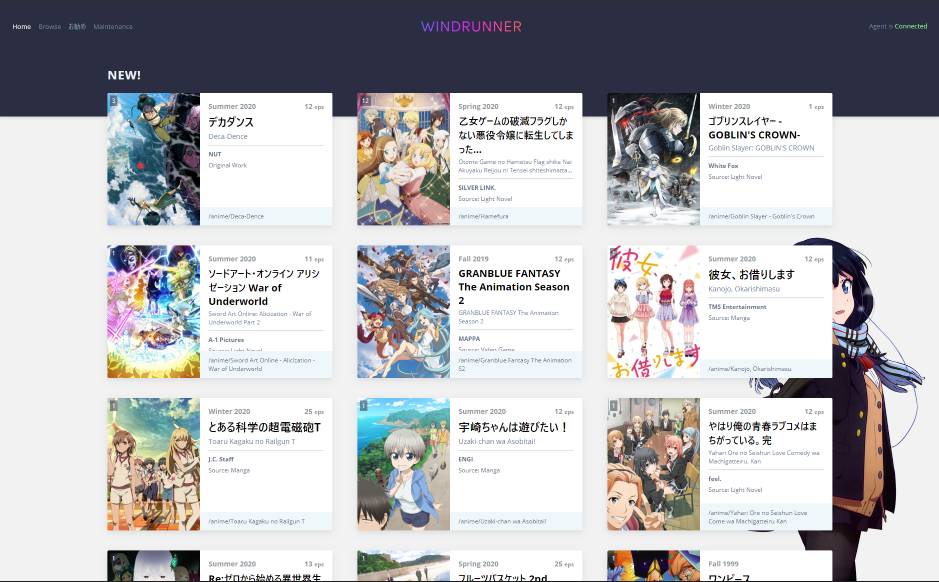 Home Browse お勧め Maintenance
WINDRUNNER
Agent is Connected
NEW!
3
Summer 2020 12 eps
デカダンス
Deca-Dence
NUT
Original Work
/anime/Deca-Dence
12
Spring 2020 12 eps
乙女ゲームの破滅フラグしか
ない悪役令嬢に転生してしま
った…
Otome Game no Hametsu Flag shika Nai
Akuyaku Reijou ni Tensei shiteshimatta...
SILVER LINK.
Source: Light Novel
/anime/Hamefura
1
Winter 2020 1 eps
ゴブリンスレイヤー -
GOBLIN'S CROWN-
Goblin Slayer: GOBLIN'S CROWN
White Fox
Source: Light Novel
/anime/Goblin Slayer - Goblin's Crown
1
Summer 2020 11 eps
ソードアート・オンライン アリシ
ゼーション War of
Underworld
Sword Art Online: Alicization - War of
Underworld Part 2
A-1 Pictures
Source: Light Novel
/anime/Sword Art Online - Alicization -
War of Underworld
Fall 2019 12 eps
GRANBLUE FANTASY
The Animation Season
2
GRANBLUE FANTASY The Animation
Season 2
MAPPA
Source: Video Game
/anime/Granblue Fantasy The Animation
S2
彼女、
お借りします
Summer 2020 12 eps
彼女、お借りします
Kanojo, Okarishimasu
TMS Entertainment
Source: Manga
/anime/Kanojo, Okarishimasu
Winter 2020 25 eps
とある科学の超電磁砲T
Toaru Kagaku no Railgun T
J.C. Staff
Source: Manga
/anime/Toaru Kagaku no Railgun T
1
Summer 2020 12 eps
宇崎ちゃんは遊びたい！
Uzaki-chan wa Asobitai!
ENGI
Source: Manga
/anime/Uzaki-chan wa Asobitai!
1
Summer 2020 12 eps
やはり俺の青春ラブコメはま
ちがっている。完
Yahari Ore no Seishun Love Comedy wa
Machigatteiru. Kan
feel.
Source: Light Novel
/anime/Yahari Ore no Seishun Love
Come wa Machigatteiru Kan
1
Summer 2020 13 eps
Re:ゼロから始める異世界生
1
Spring 2020 25 eps
フルーツバスケット 2nd
1
Fall 1999
ワンピース